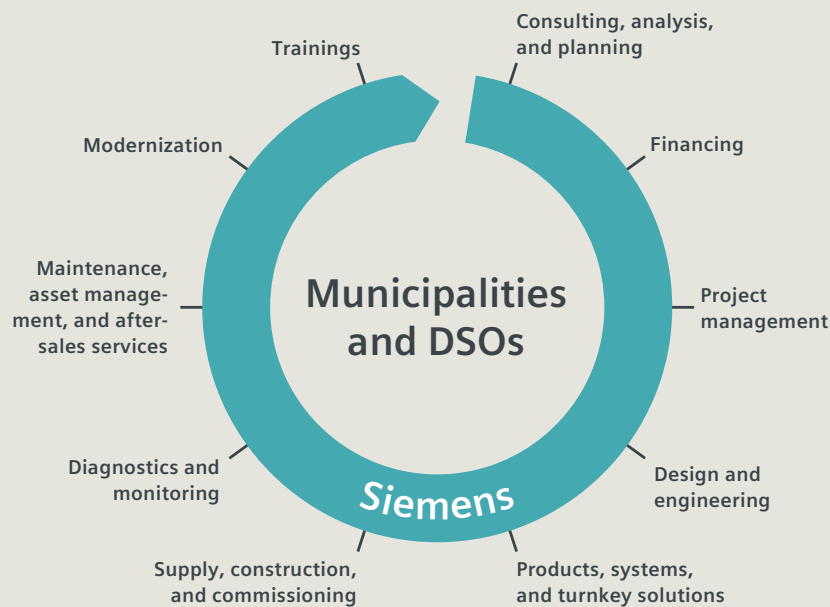 Consulting, analysis,
and planning
Financing
Project
management
Design and
engineering
Products, systems,
and turnkey solutions
Supply, construction,
and commissioning
Diagnostics and
monitoring
Maintenance,
asset manage-
ment, and after-
sales services
Modernization
Trainings
Municipalities
and DSOs
Siemens